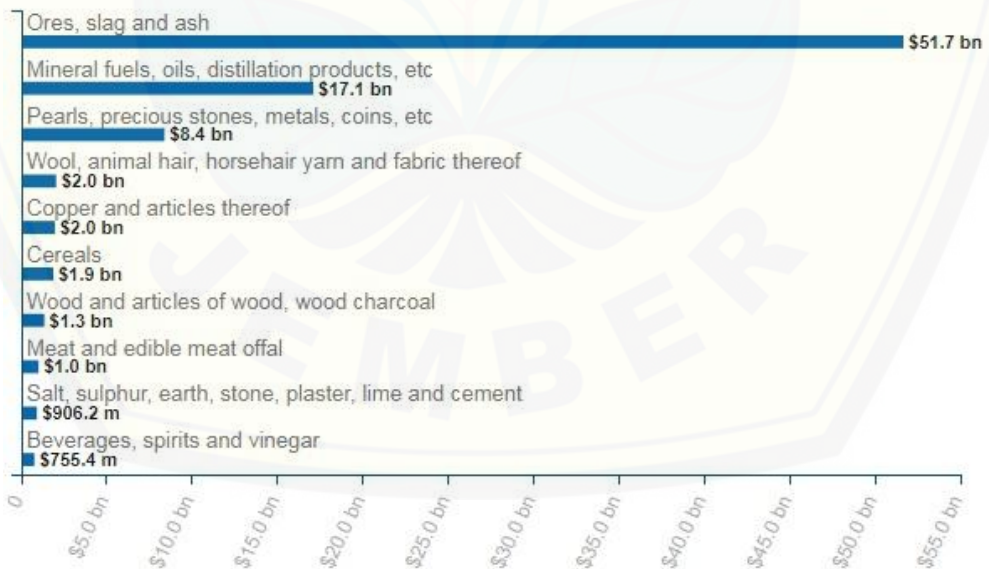 Ores, slag and ash
$51.7 bn
Mineral fuels, oils, distillation products, etc
$17.1 bn
Pearls, precious stones, metals, coins, etc
$8.4 bn
Wool, animal hair, horsehair yarn and fabric thereof
$2.0 bn
Copper and articles thereof
$2.0 bn
Cereals
$1.9 bn
Wood and articles of wood, wood charcoal
$1.3 bn
Meat and edible meat offal
$1.0 bn
Salt, sulphur, earth, stone, plaster, lime and cement
$906.2 m
Beverages, spirits and vinegar
$755.4 m
0
$5.0 bn
$10.0 bn
$15.0 bn
$20.0 bn
$25.0 bn
$30.0 bn
$35.0 bn
$40.0 bn
$45.0 bn
$50.0 bn
$55.0 bn
JEMBER